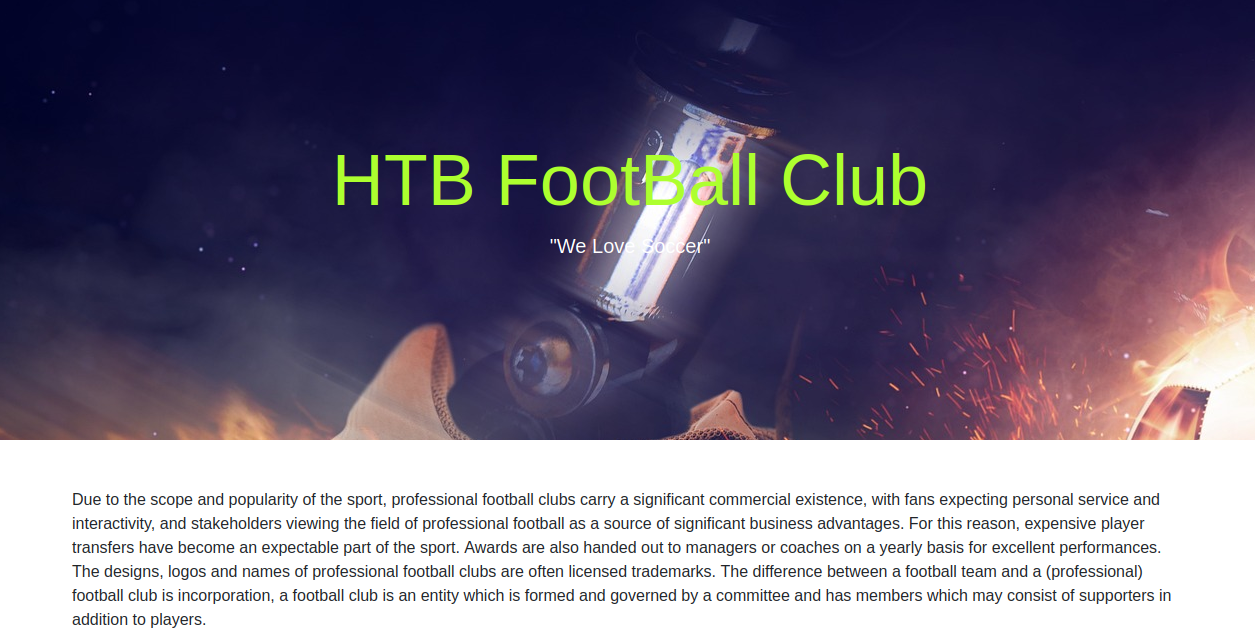 HTB FootBall Club
"We Love Soccer"
Due to the scope and popularity of the sport, professional football clubs carry a significant commercial existence, with fans expecting personal service and
interactivity, and stakeholders viewing the field of professional football as a source of significant business advantages. For this reason, expensive player
transfers have become an expectable part of the sport. Awards are also handed out to managers or coaches on a yearly basis for excellent performances.
The designs, logos and names of professional football clubs are often licensed trademarks. The difference between a football team and a (professional)
football club is incorporation, a football club is an entity which is formed and governed by a committee and has members which may consist of supporters in
addition to players.